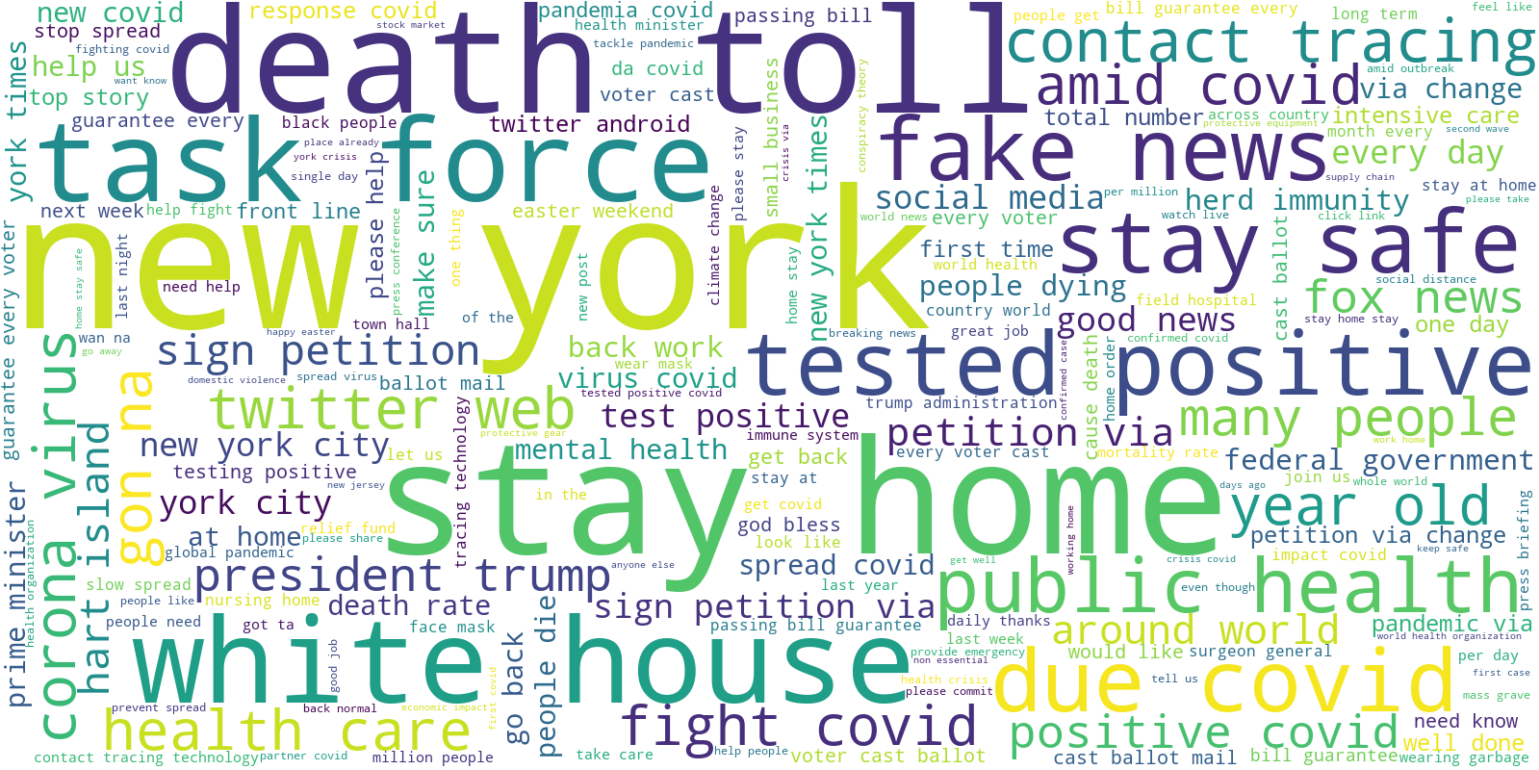 new covid
response covid
stock market
pandemia covid
health minister
passing bill
people get
bill guarantee every
long term
feel like
stop spread
fighting covid
death toll
tackle pandemic
contact tracing
help us
want know
da covid
amid outbreak
top story
voter cast
small business
conspiracy theory
amid covid
via change
york times
guarantee every
black people
twitter android
total number
across country
intensive care
protective equipment
month every
second wave
place already
york crisis
single day
task force
please help
please stay
crisis via
new york times
fake news
every day
supply chain
social media
per million
herd immunity
stay at home
please take
next week
help fight
front line
make sure
easter weekend
world news
every voter
watch live
click link
guarantee every voter
home stay safe
last night
need help
new york
press conference
one thing
new post
climate change
home stay
first time
world health
people dying
stay safe
cast ballot
social distance
field hospital
fox news
country world
good news
stay home stay
one day
wan na
go away
happy easter
town hall
of the
breaking news
great job
confirmed covid
sign petition
back work
wear mask
tested positive
confirmed case
cause death
home order
domestic violence
spread virus
ballot mail
virus covid
tested positive covid
trump administration
corona virus
gon na
twitter web
test positive
many people
protective gear
tracing technology
immune system
petition via
work home
new york city
let us
mental health
get back
every voter cast
mortality rate
federal government
testing positive
stay at
join us
whole world
hart island
new jersey
york city
stay home
in the
get covid
days ago
year old
at home
relief fund
please share
god bless
look like
working home
petition via change
prime minister
health organization
global pandemic
anyone else
spread covid
get well
crisis covid
impact covid
keep safe
press briefing
slow spread
president trump
last year
public health
even though
people like
nursing home
death rate
sign petition via
people need
got ta
face mask
people die
passing bill guarantee
daily thanks
around world
pandemic via
last week
world health organization
white house
good job
go back
provide emergency
non essential
would like
surgeon general
per day
health crisis
please commit
due covid
tell us
first case
mass grave
prevent spread
back normal
economic impact
first covid
health care
fight covid
positive covid
need know
well done
contact tracing technology
partner covid
million people
take care
help people
voter cast ballot
cast ballot mail
bill guarantee
wearing garbage